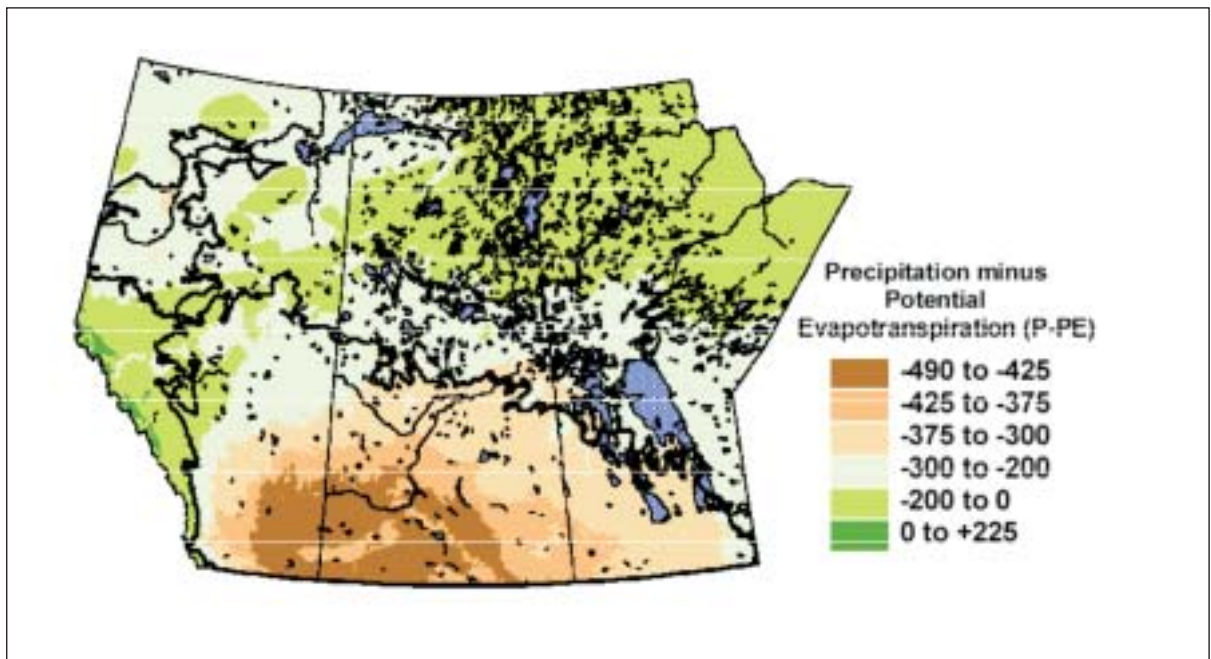 Precipitation minus
Potential
Evapotranspiration (P-PE)
-490 to -425
-425 to -375
-375 to -300
-300 to -200
-200 to 0
0 to +225